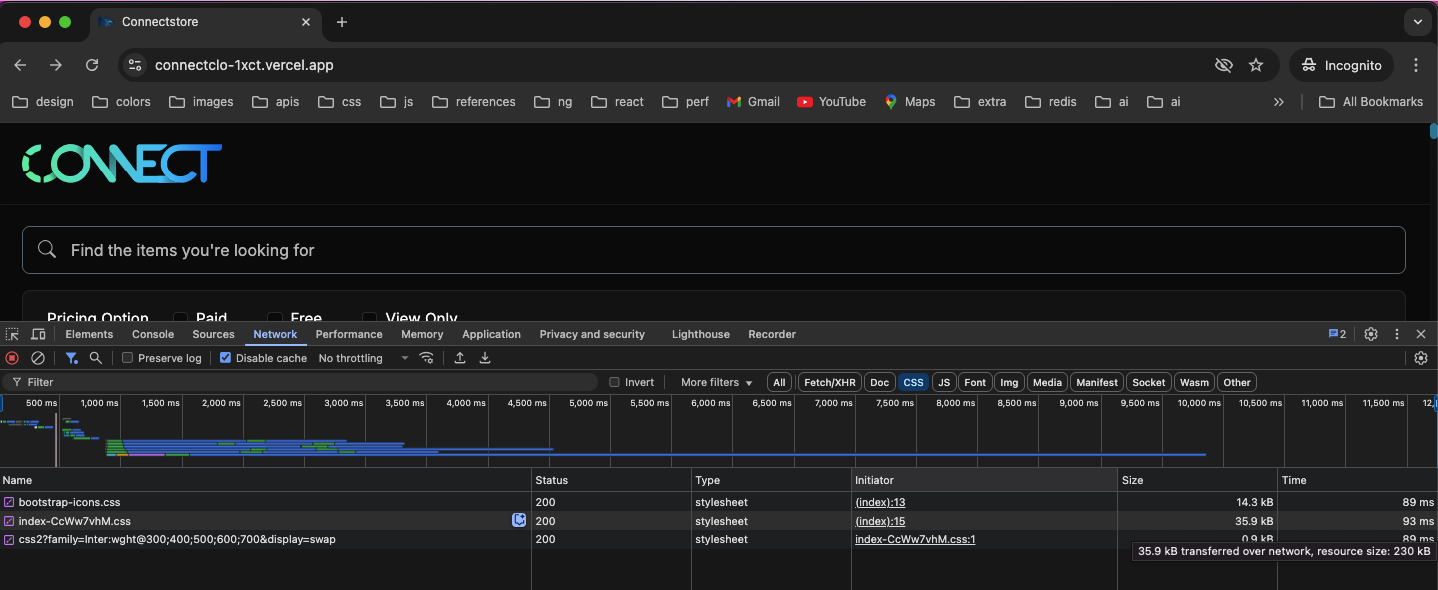 Connectstore
connectclo-1xct.vercel.app
Incognito
design colors images apis css js references ng react perf Gmail YouTube Maps extra redis ai ai » All Bookmarks
CONNECT
Find the items you're looking for
Pricing Option Paid Free View Only
Elements Console Sources Network Performance Memory Application Privacy and security Lighthouse Recorder 2
Preserve log Disable cache No throttling
Filter Invert More filters All Fetch/XHR Doc CSS JS Font Img Media Manifest Socket Wasm Other
500 ms 1,000 ms 1,500 ms 2,000 ms 2,500 ms 3,000 ms 3,500 ms 4,000 ms 4,500 ms 5,000 ms 5,500 ms 6,000 ms 6,500 ms 7,000 ms 7,500 ms 8,000 ms 8,500 ms 9,000 ms 9,500 ms 10,000 ms 10,500 ms 11,000 ms 11,500 ms 12,
Name Status Type Initiator Size Time
bootstrap-icons.css 200 stylesheet (index):13 14.3 kB 89 ms
index-CcWw7vhM.css 200 stylesheet (index):15 35.9 kB 93 ms
css2?family=Inter:wght@300;400;500;600;700&display=swap 200 stylesheet index-CcWw7vhM.css:1 0.9 kB 89 ms
35.9 kB transferred over network, resource size: 230 kB